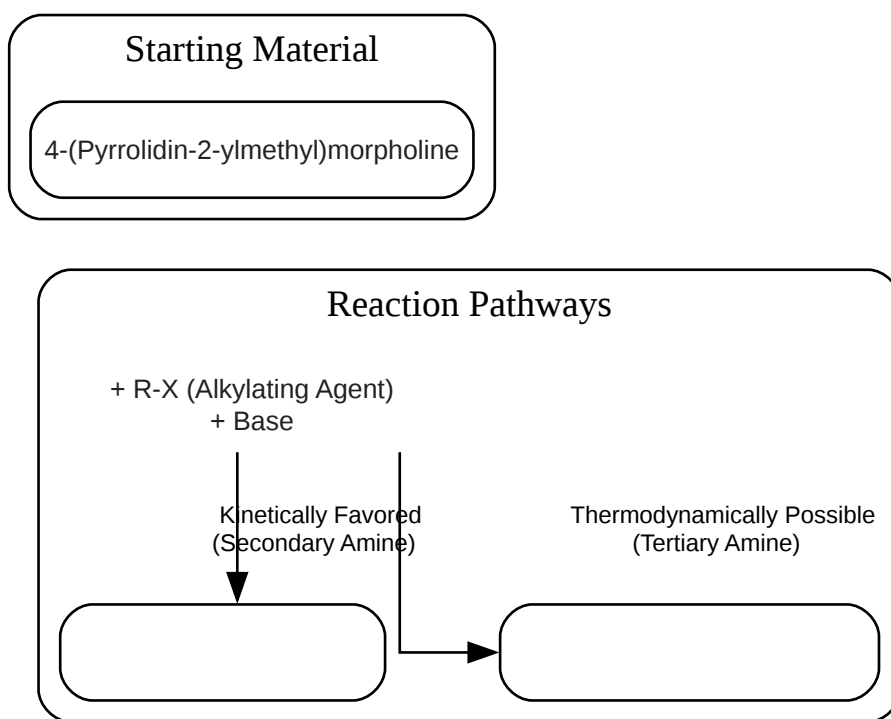 Starting Material
4-(Pyrrolidin-2-ylmethyl)morpholine
Reaction Pathways
+ R-X (Alkylating Agent)
+ Base
Kinetically Favored
(Secondary Amine)
Thermodynamically Possible
(Tertiary Amine)